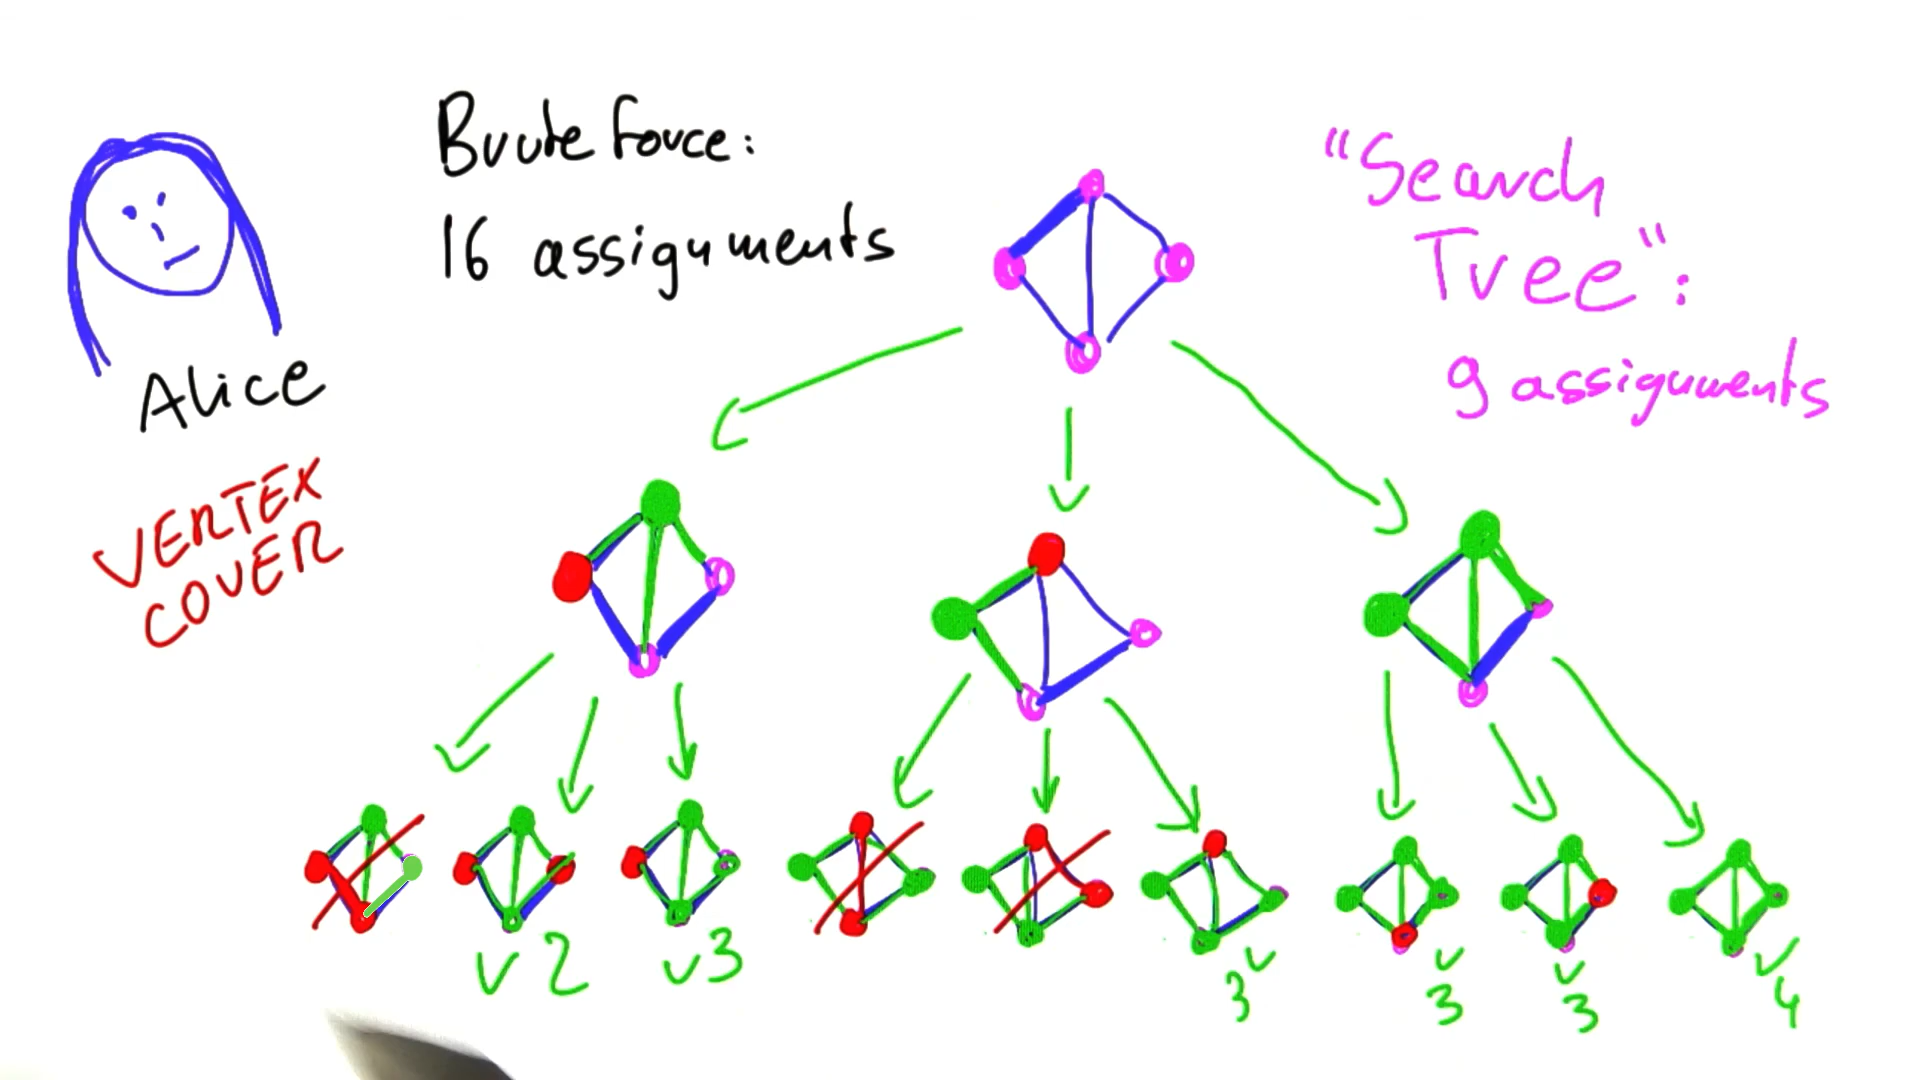 Brute force:
16 assignments
"Search
Tree":
9 assignments
Alice
VERTEX
COVER
v 2
v 3
v
3
v
3
v
3
v
4